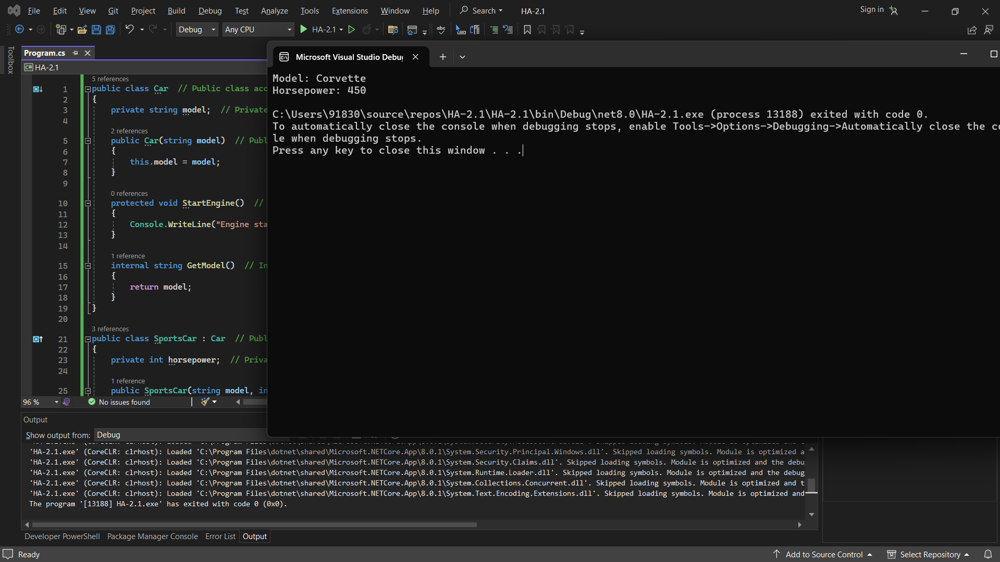 File Edit View Git Project Build Debug Test Analyze Tools Extensions Window Help Search HA-2.1 Sign in
Debug Any CPU HA-2.1
Toolbox
Program.cs
HA-2.1
5 references
1 public class Car // Public class acc
2 {
3 private string model; // Private
4
2 references
5 public Car(string model) // Publ
6 {
7 this.model = model;
8 }
9
0 references
10 protected void StartEngine() //
11 {
12 Console.WriteLine("Engine sta
13 }
14
1 reference
15 internal string GetModel() // In
16 {
17 return model;
18 }
19 }
20
3 references
21 public class SportsCar : Car // Publ
22 {
23 private int horsepower; // Priva
24
1 reference
25 public SportsCar(string model, in
96 % No issues found
Microsoft Visual Studio Debug
Model: Corvette
Horsepower: 450
C:\Users\91830\source\repos\HA-2.1\HA-2.1\bin\Debug\net8.0\HA-2.1.exe (process 13188) exited with code 0.
To automatically close the console when debugging stops, enable Tools->Options->Debugging->Automatically close the co
le when debugging stops.
Press any key to close this window . . .
Output
Show output from: Debug
'HA-2.1.exe' (CoreCLR: clrhost): Loaded 'C:\Program Files\dotnet\shared\Microsoft.NETCore.App\8.0.1\System.Security.Principal.Windows.dll'. Skipped loading symbols. Module is optimized a
'HA-2.1.exe' (CoreCLR: clrhost): Loaded 'C:\Program Files\dotnet\shared\Microsoft.NETCore.App\8.0.1\System.Security.Claims.dll'. Skipped loading symbols. Module is optimized and the debu
'HA-2.1.exe' (CoreCLR: clrhost): Loaded 'C:\Program Files\dotnet\shared\Microsoft.NETCore.App\8.0.1\System.Runtime.Loader.dll'. Skipped loading symbols. Module is optimized and the debug
'HA-2.1.exe' (CoreCLR: clrhost): Loaded 'C:\Program Files\dotnet\shared\Microsoft.NETCore.App\8.0.1\System.Collections.Concurrent.dll'. Skipped loading symbols. Module is optimized and t
'HA-2.1.exe' (CoreCLR: clrhost): Loaded 'C:\Program Files\dotnet\shared\Microsoft.NETCore.App\8.0.1\System.Text.Encoding.Extensions.dll'. Skipped loading symbols. Module is optimized and
The program '[13188] HA-2.1.exe' has exited with code 0 (0x0).
Developer PowerShell Package Manager Console Error List Output
Ready Add to Source Control Select Repository